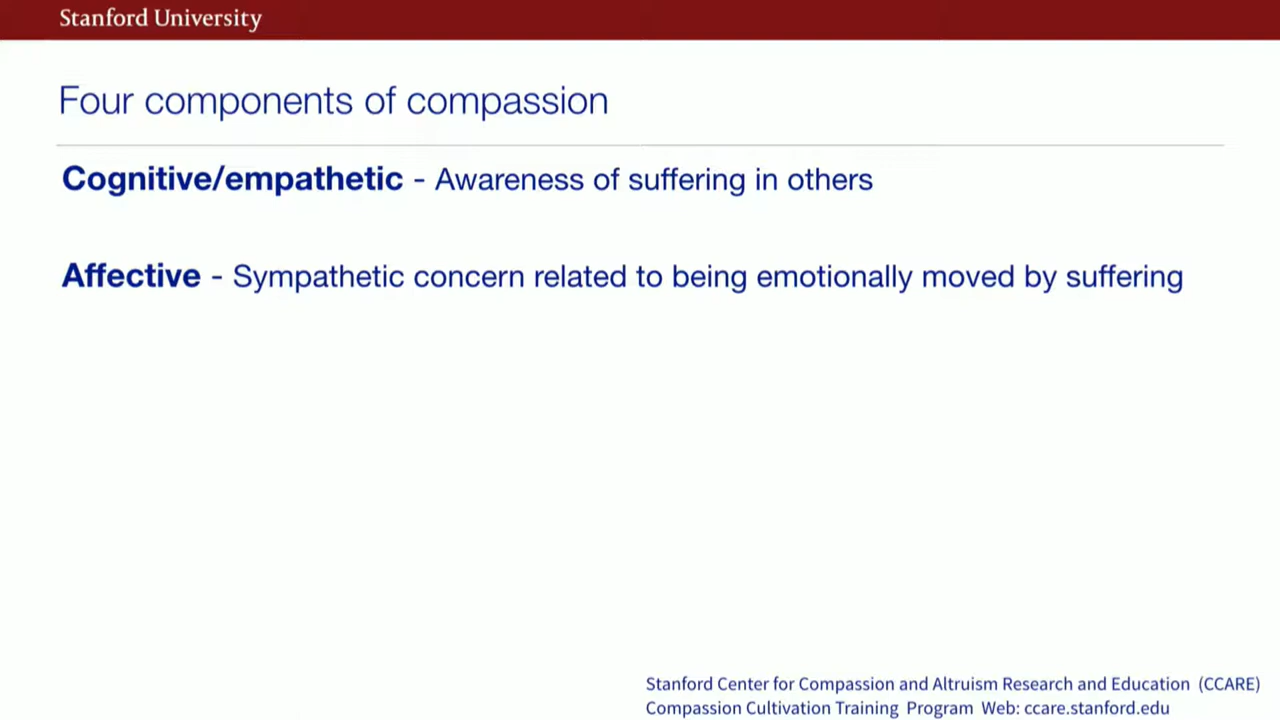 Stanford University
Four components of compassion
Cognitive/empathetic - Awareness of suffering in others
Affective - Sympathetic concern related to being emotionally moved by suffering
Stanford Center for Compassion and Altruism Research and Education (CCARE)
Compassion Cultivation Training Program Web: ccare.stanford.edu